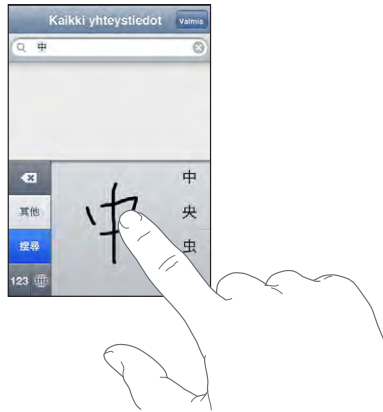 Kaikki yhteystiedot Valmis
中
中
其他 央
搜尋 虫
123